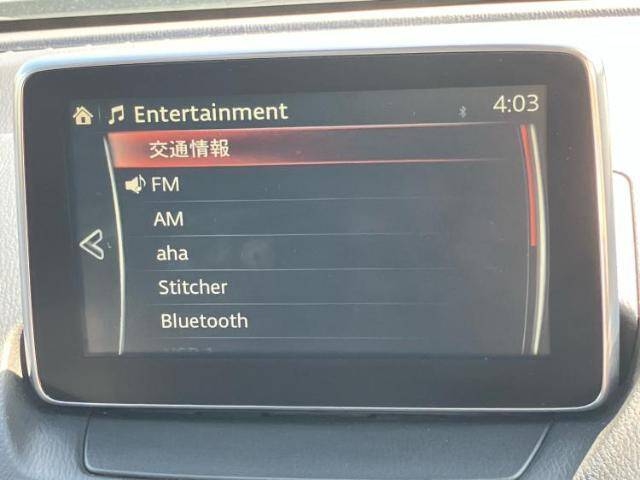 Entertainment 4:03
交通情報
FM
AM
aha
Stitcher
Bluetooth